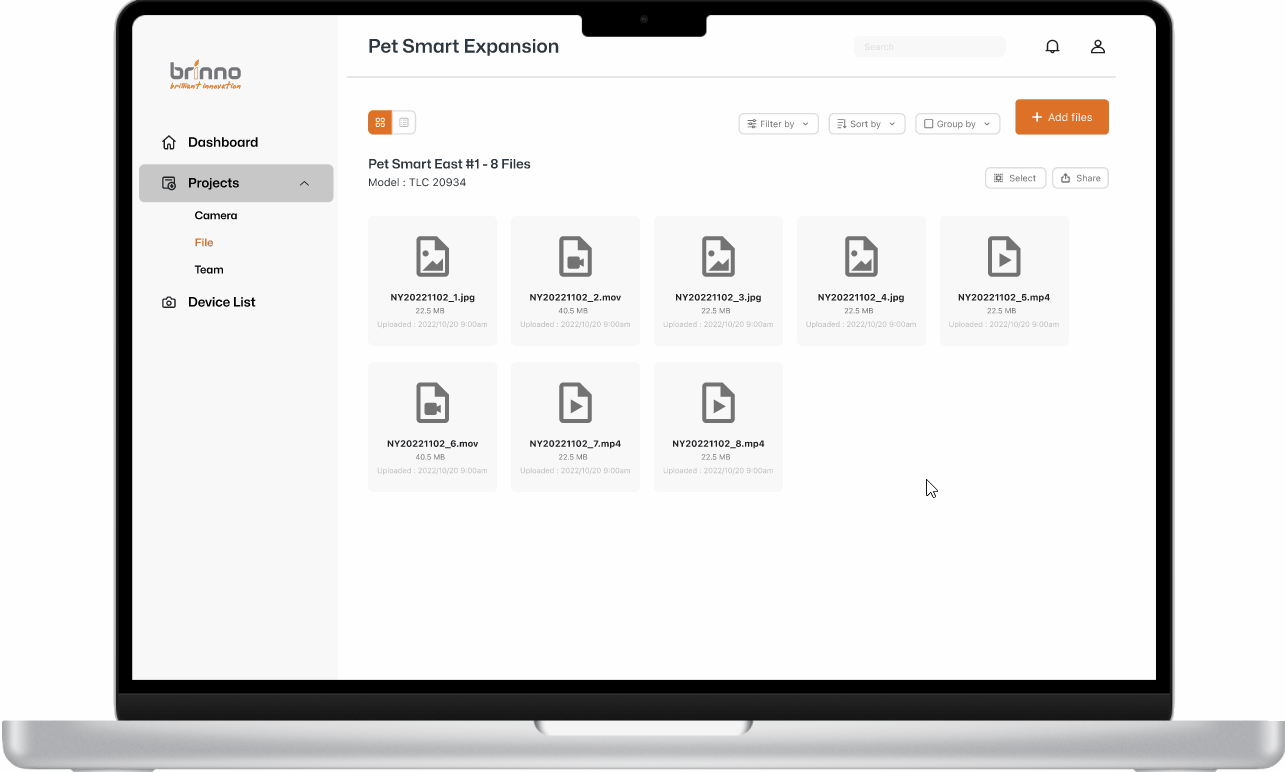 Pet Smart Expansion
Search
brinno
brilliant innovation
Dashboard
Projects
Camera
File
Team
Device List
Filter by
Sort by
Group by
+ Add files
Pet Smart East #1 - 8 Files
Model : TLC 20934
Select
Share
NY20221102_1.jpg
22.5 MB
Uploaded : 2022/10/20 9:00am
NY20221102_2.mov
40.5 MB
Uploaded : 2022/10/20 9:00am
NY20221102_3.jpg
22.5 MB
Uploaded : 2022/10/20 9:00am
NY20221102_4.jpg
22.5 MB
Uploaded : 2022/10/20 9:00am
NY20221102_5.mp4
22.5 MB
Uploaded : 2022/10/20 9:00am
NY20221102_6.mov
40.5 MB
Uploaded : 2022/10/20 9:00am
NY20221102_7.mp4
22.5 MB
Uploaded : 2022/10/20 9:00am
NY20221102_8.mp4
22.5 MB
Uploaded : 2022/10/20 9:00am